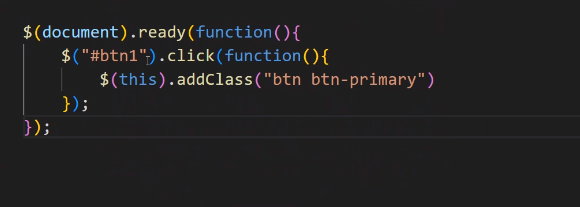 $(document).ready(function(){
    $("#btn1").click(function(){
        $(this).addClass("btn btn-primary")
    });
});